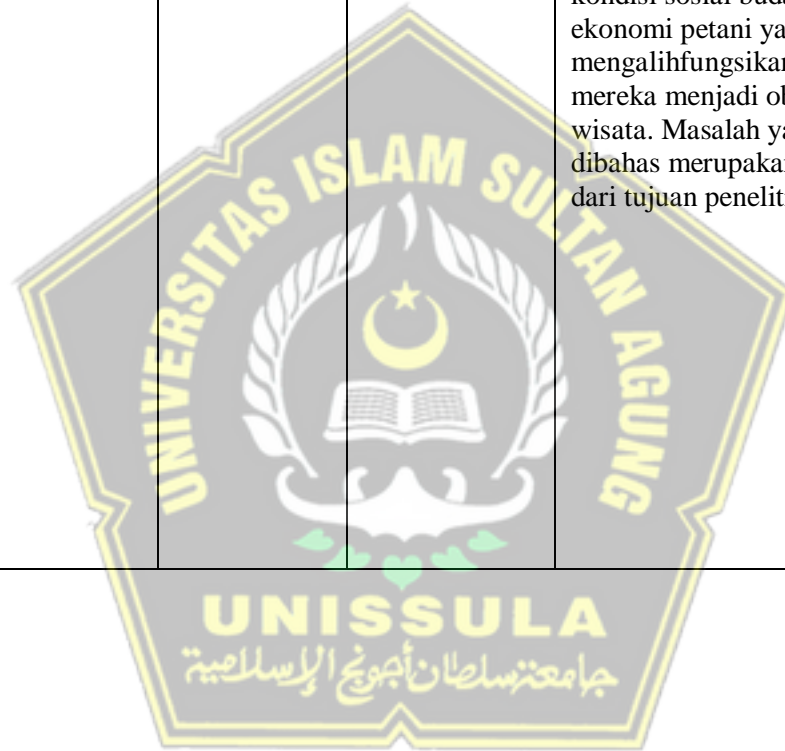 kondisi sosial buda
ekonomi petani ya
mengalihfungsikan
mereka menjadi ob
wisata. Masalah ya
dibahas merupakan
dari tujuan penelit
UNIVERSITAS ISLAM SULTAN AGUNG
UNISSULA
جامعة سلطان أجونج الإسلامية